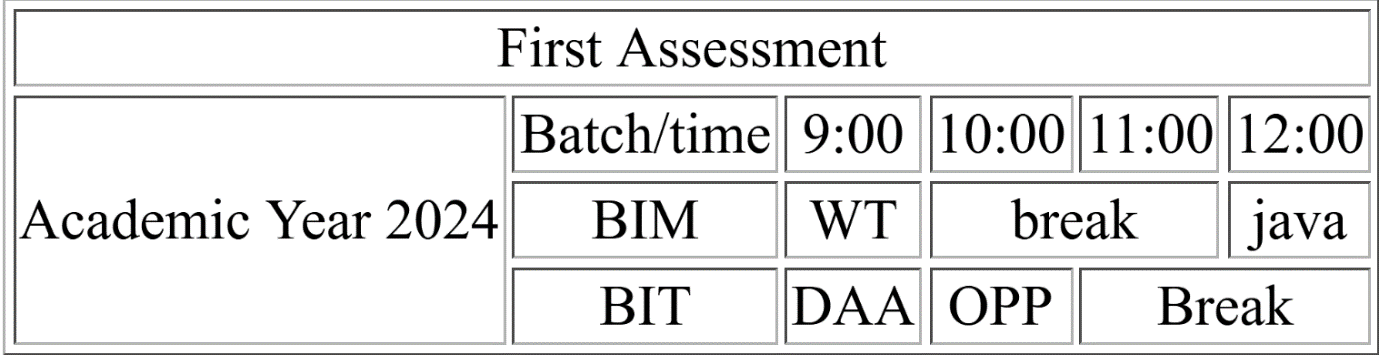 First Assessment
Batch/time 9:00 10:00 11:00 12:00
Academic Year 2024 BIM WT break java
BIT DAA OPP Break